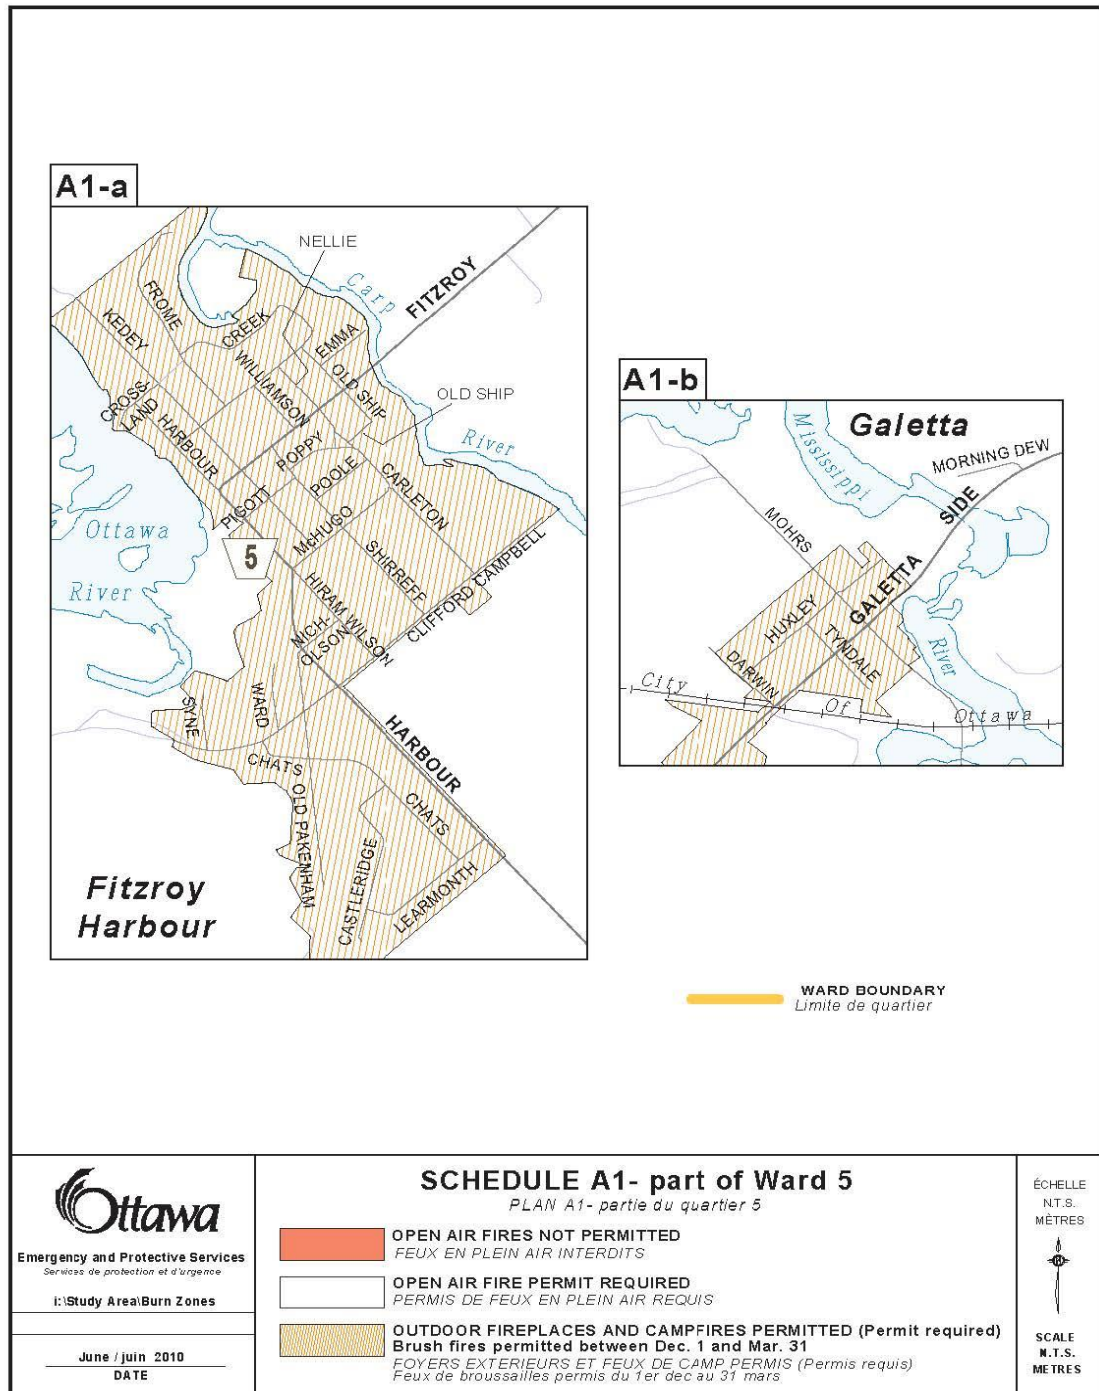 A1-a
NELLIE
Carp
FITZROY
FROME
KEDEY
CREEK
EMMA
WILLIAMSON
OLD SHIP
OLD SHIP
CROSS
LAND
HARBOUR
River
POPPY
POOLE
CARLETON
PIGOTT
McHUGO
Ottawa
River
5
SHIRREFF
HIRAM WILSON
CLIFFORD CAMPBELL
NICH
OLSON
WARD
SYNE
HARBOUR
CHATS
OLD PAKENHAM
CHATS
CASTLERIDGE
LEARMONTH
Fitzroy
Harbour
A1-b
Mississippi
Galetta
MORNING DEW
SIDE
MOHRS
GALETTA
HUXLEY
TYNDALE
DARWIN
River
City Of Ottawa
WARD BOUNDARY
Limite de quartier
Ottawa
Emergency and Protective Services
Services de protection et d'urgence
i:\Study Area\Burn Zones
June / juin 2010
DATE
SCHEDULE A1- part of Ward 5
PLAN A1- partie du quartier 5
OPEN AIR FIRES NOT PERMITTED
FEUX EN PLEIN AIR INTERDITS
OPEN AIR FIRE PERMIT REQUIRED
PERMIS DE FEUX EN PLEIN AIR REQUIS
OUTDOOR FIREPLACES AND CAMPFIRES PERMITTED (Permit required)
Brush fires permitted between Dec. 1 and Mar. 31
FOYERS EXTERIEURS ET FEUX DE CAMP PERMIS (Permis requis)
Feux de broussailles permis du 1er dec au 31 mars
ÉCHELLE
N.T.S.
MÈTRES
SCALE
N.T.S.
METRES